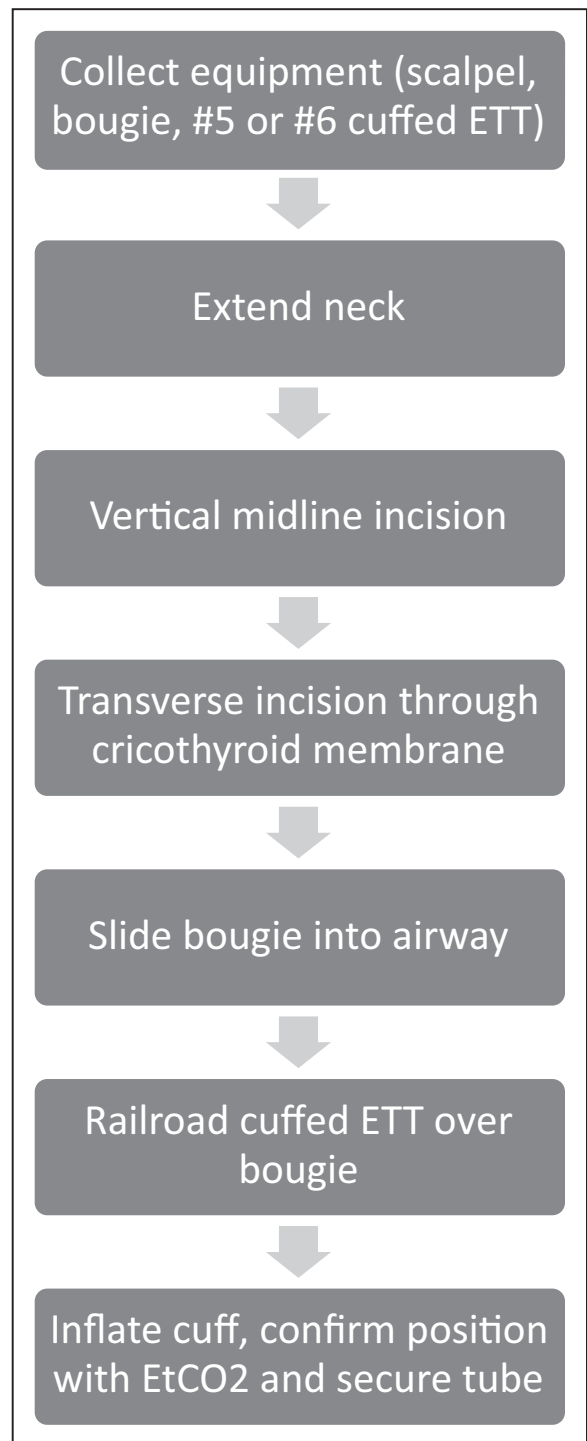 Collect equipment (scalpel,
bougie, #5 or #6 cuffed ETT)
Extend neck
Vertical midline incision
Transverse incision through
cricothyroid membrane
Slide bougie into airway
Railroad cuffed ETT over
bougie
Inflate cuff, confirm position
with EtCO2 and secure tube